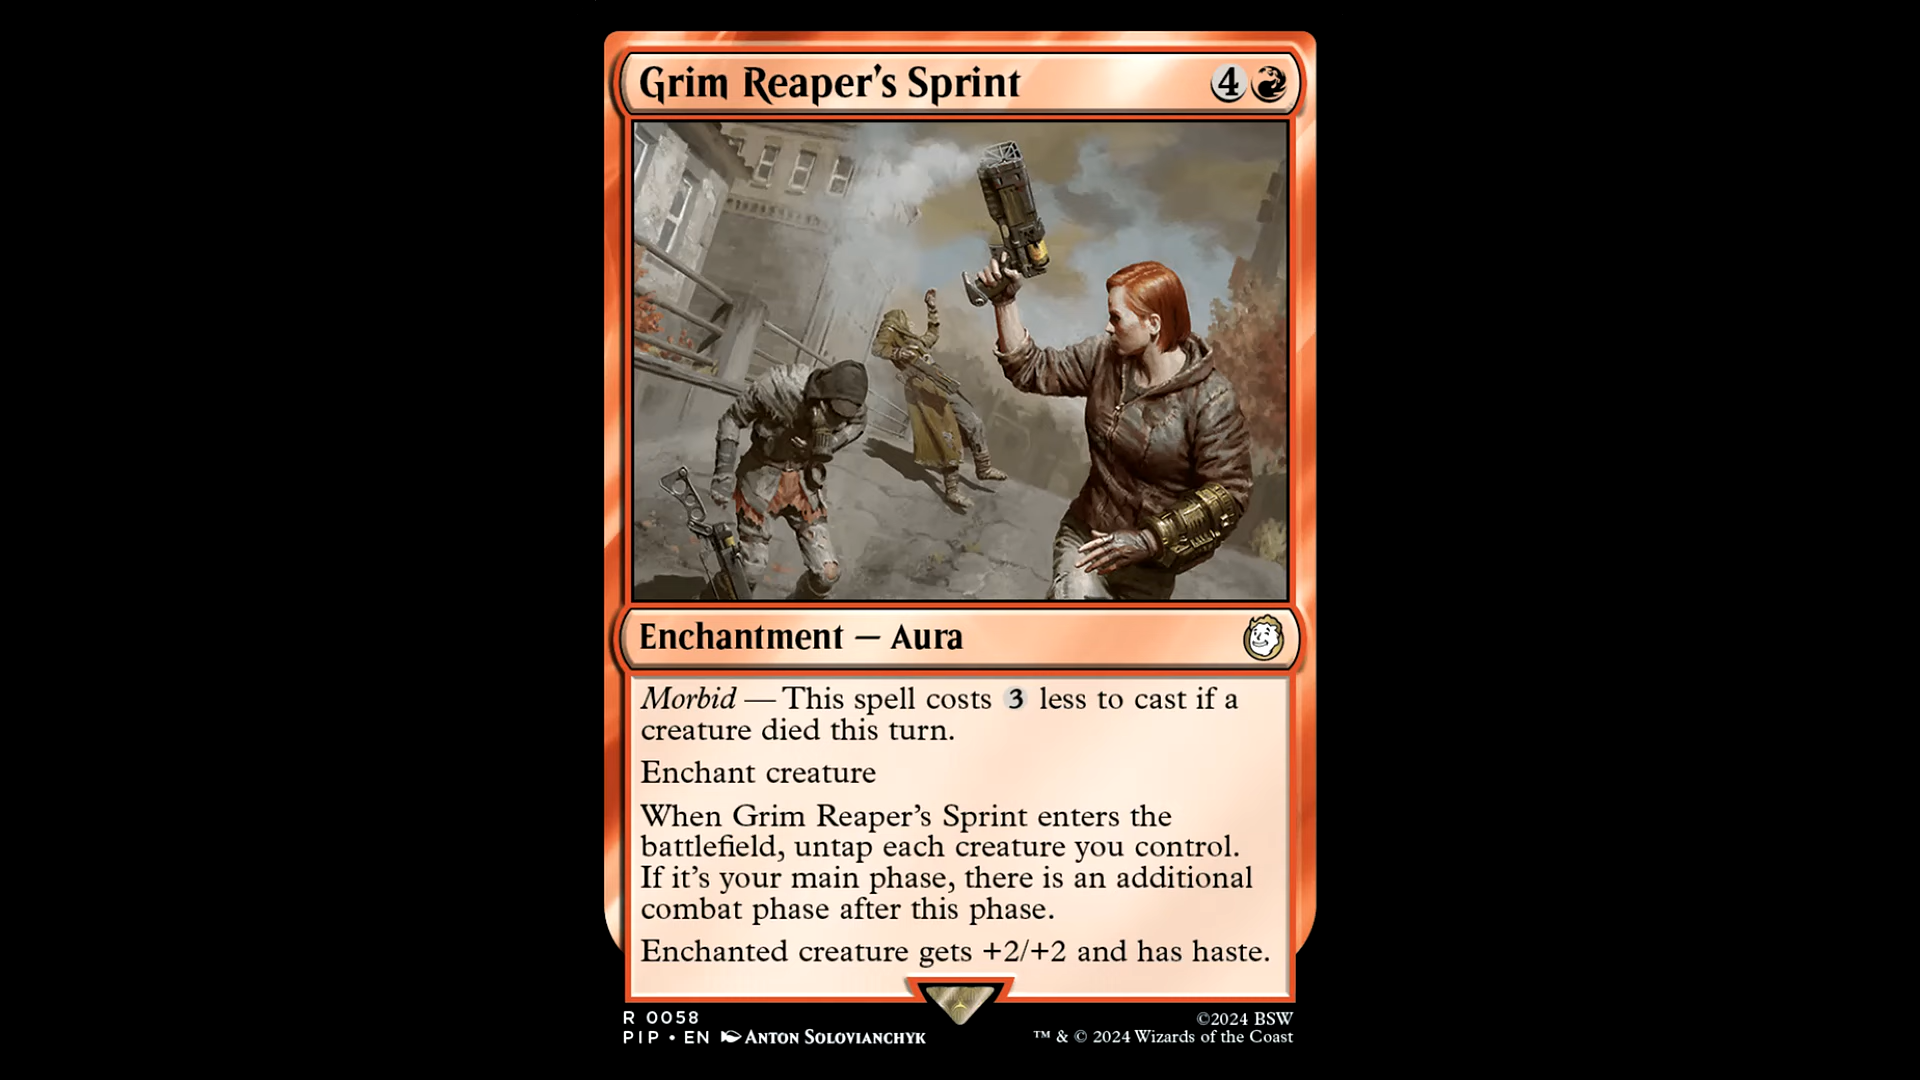 Grim Reaper's Sprint 4
Enchantment — Aura
Morbid — This spell costs 3 less to cast if a
creature died this turn.
Enchant creature
When Grim Reaper's Sprint enters the
battlefield, untap each creature you control.
If it's your main phase, there is an additional
combat phase after this phase.
Enchanted creature gets +2/+2 and has haste.
R 0058
PIP • EN Anton Solovianchyk
©2024 BSW
™ & © 2024 Wizards of the Coast